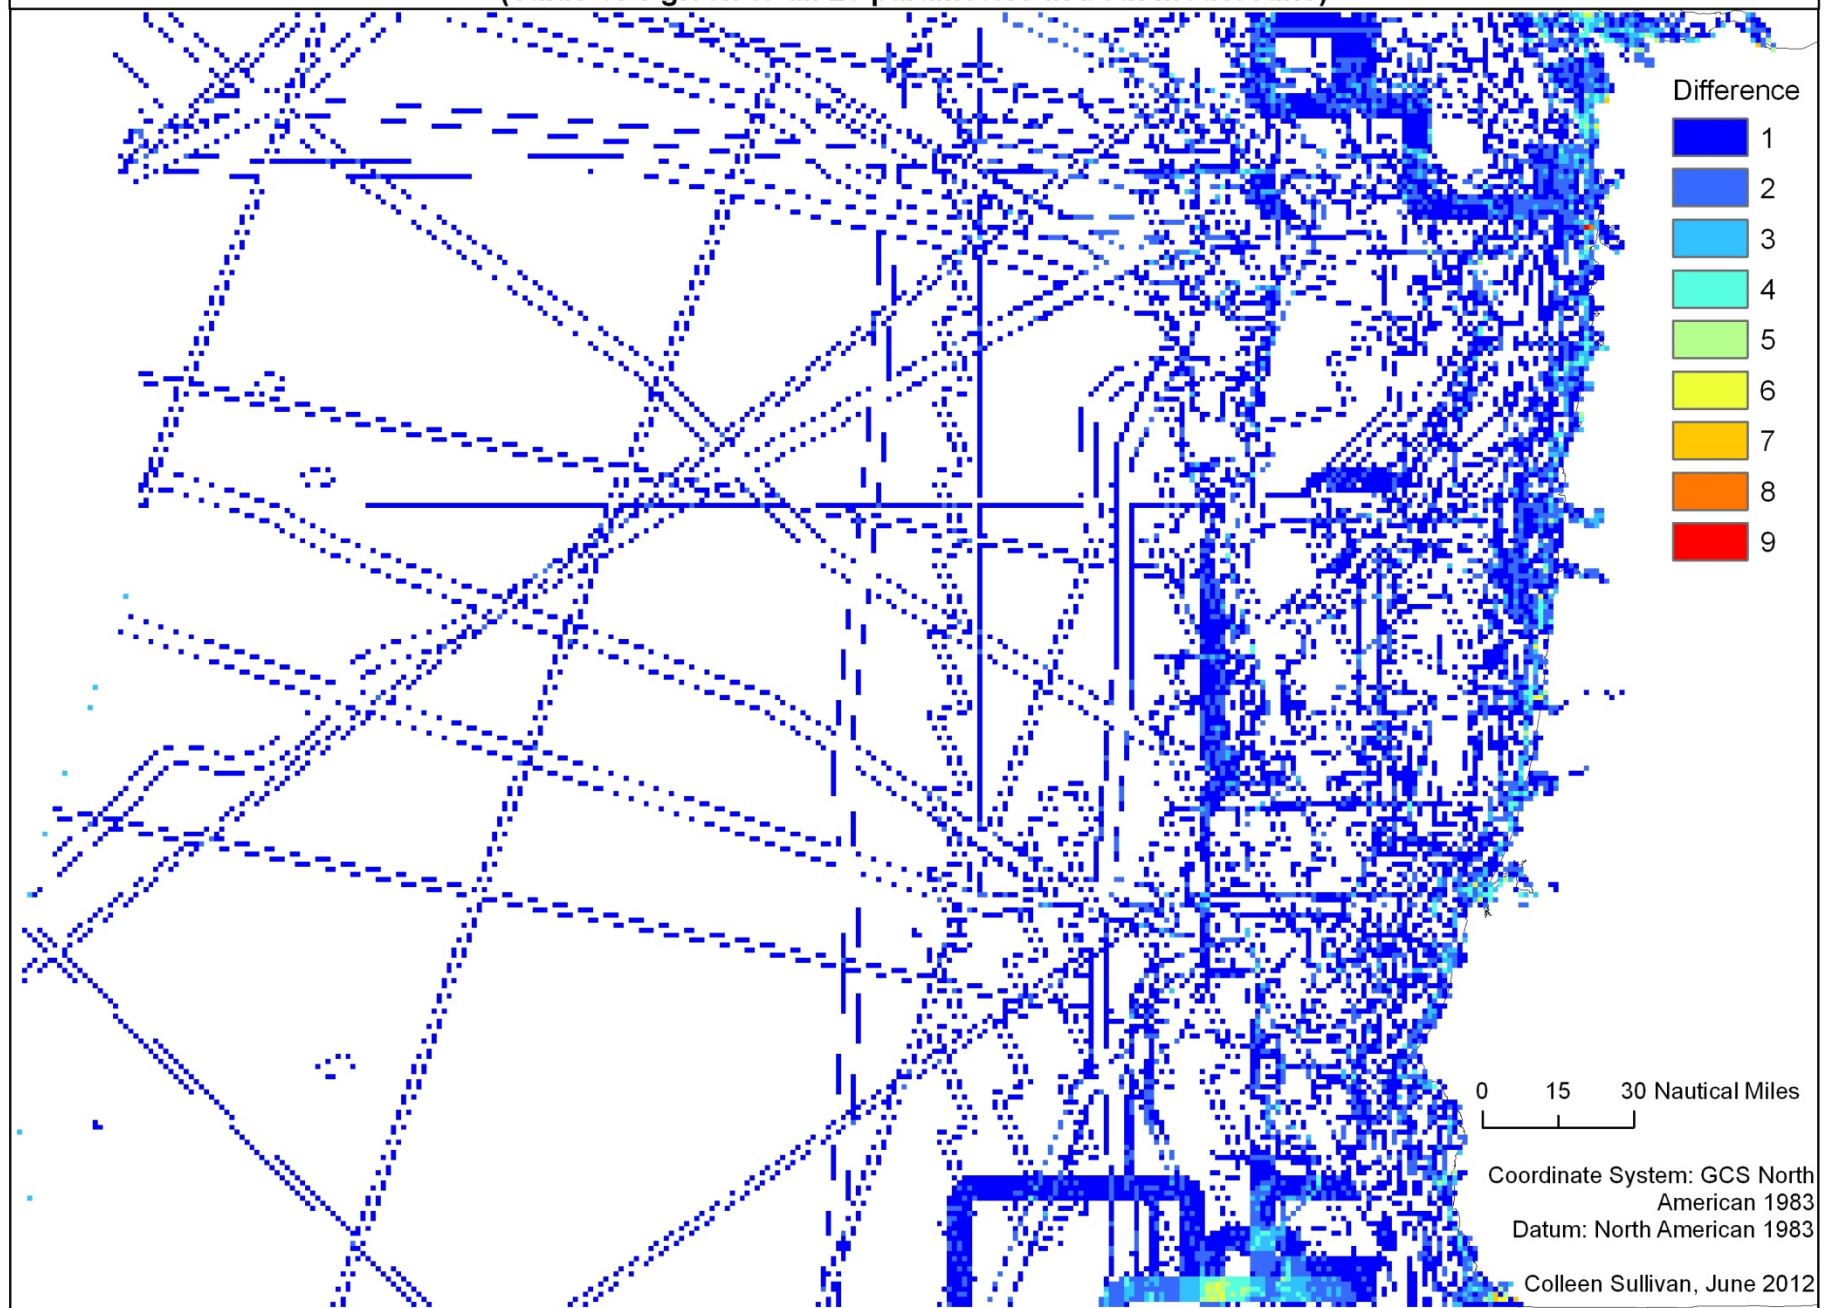 Difference
1
2
3
4
5
6
7
8
9
0 15 30 Nautical Miles
Coordinate System: GCS North
American 1983
Datum: North American 1983
Colleen Sullivan, June 2012